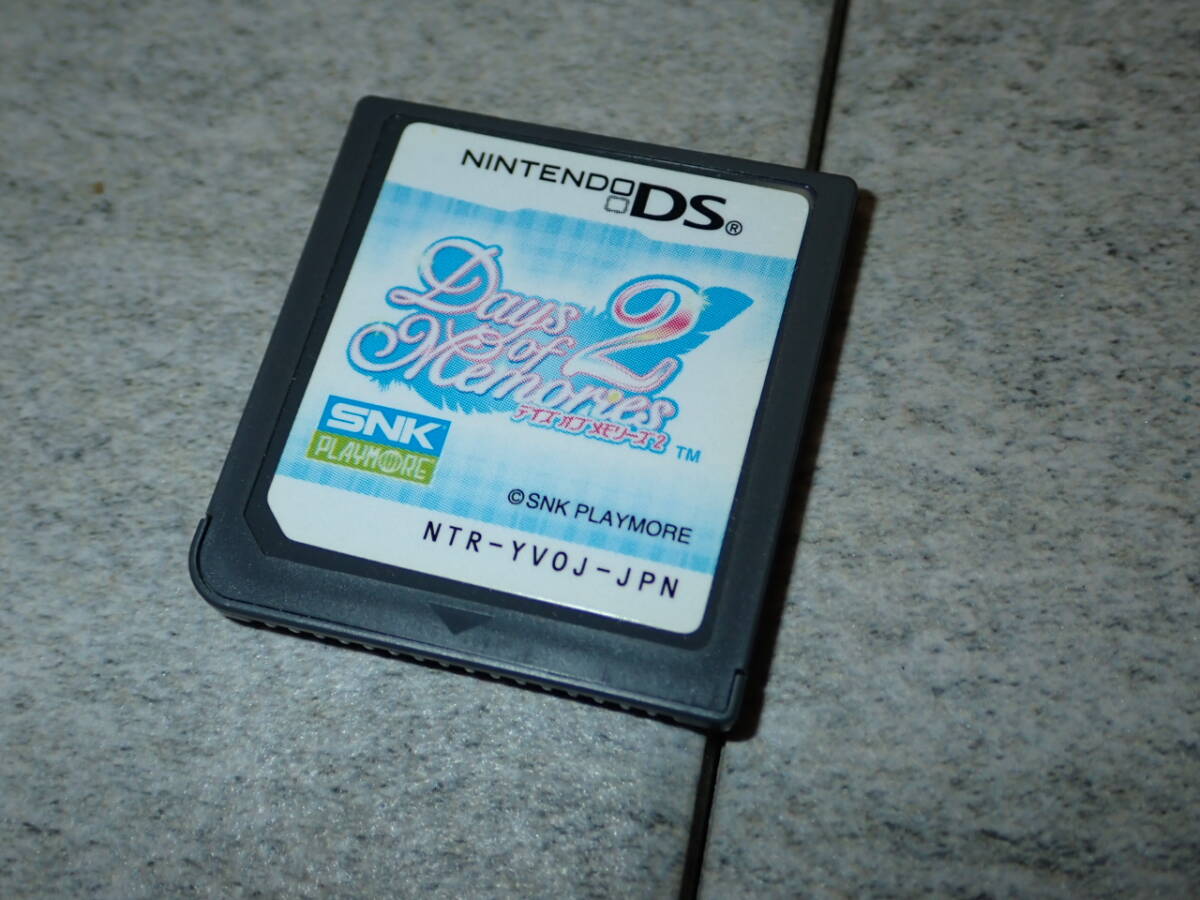 NINTENDO DS®
Days
of
Memories 2
デイズ オブ メモリーズ2 ™
SNK
PLAYMORE
©SNK PLAYMORE
NTR-YV0J-JPN